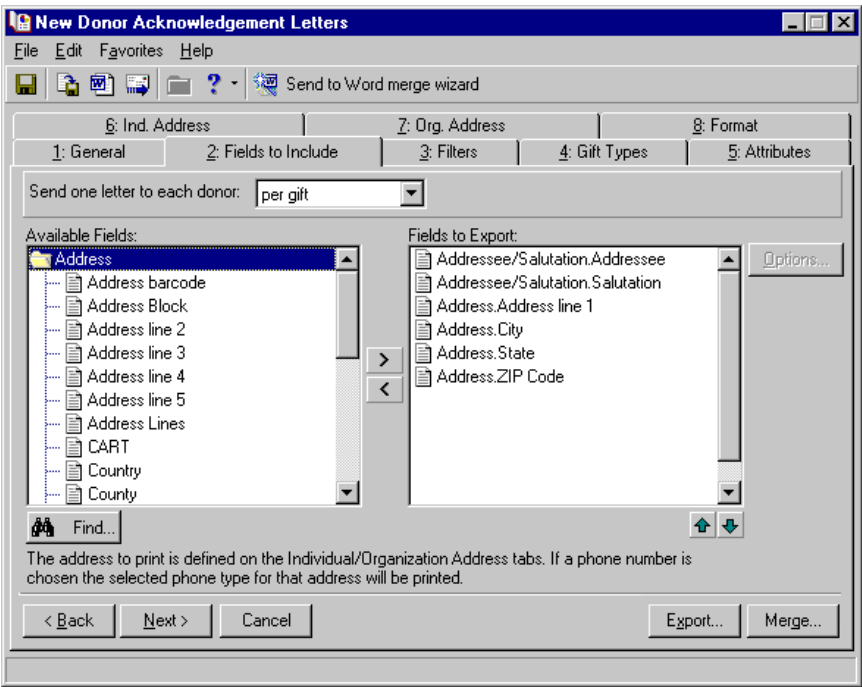 New Donor Acknowledgement Letters
File Edit Favorites Help
Send to Word merge wizard
6: Ind. Address 7: Org. Address 8: Format
1: General 2: Fields to Include 3: Filters 4: Gift Types 5: Attributes
Send one letter to each donor: per gift
Available Fields:
Address
Address barcode
Address Block
Address line 2
Address line 3
Address line 4
Address line 5
Address Lines
CART
Country
County
Find...
>
<
Fields to Export:
Addressee/Salutation.Addressee
Addressee/Salutation.Salutation
Address.Address line 1
Address.City
Address.State
Address.ZIP Code
Options...
The address to print is defined on the Individual/Organization Address tabs. If a phone number is
chosen the selected phone type for that address will be printed.
< Back Next > Cancel Export... Merge...